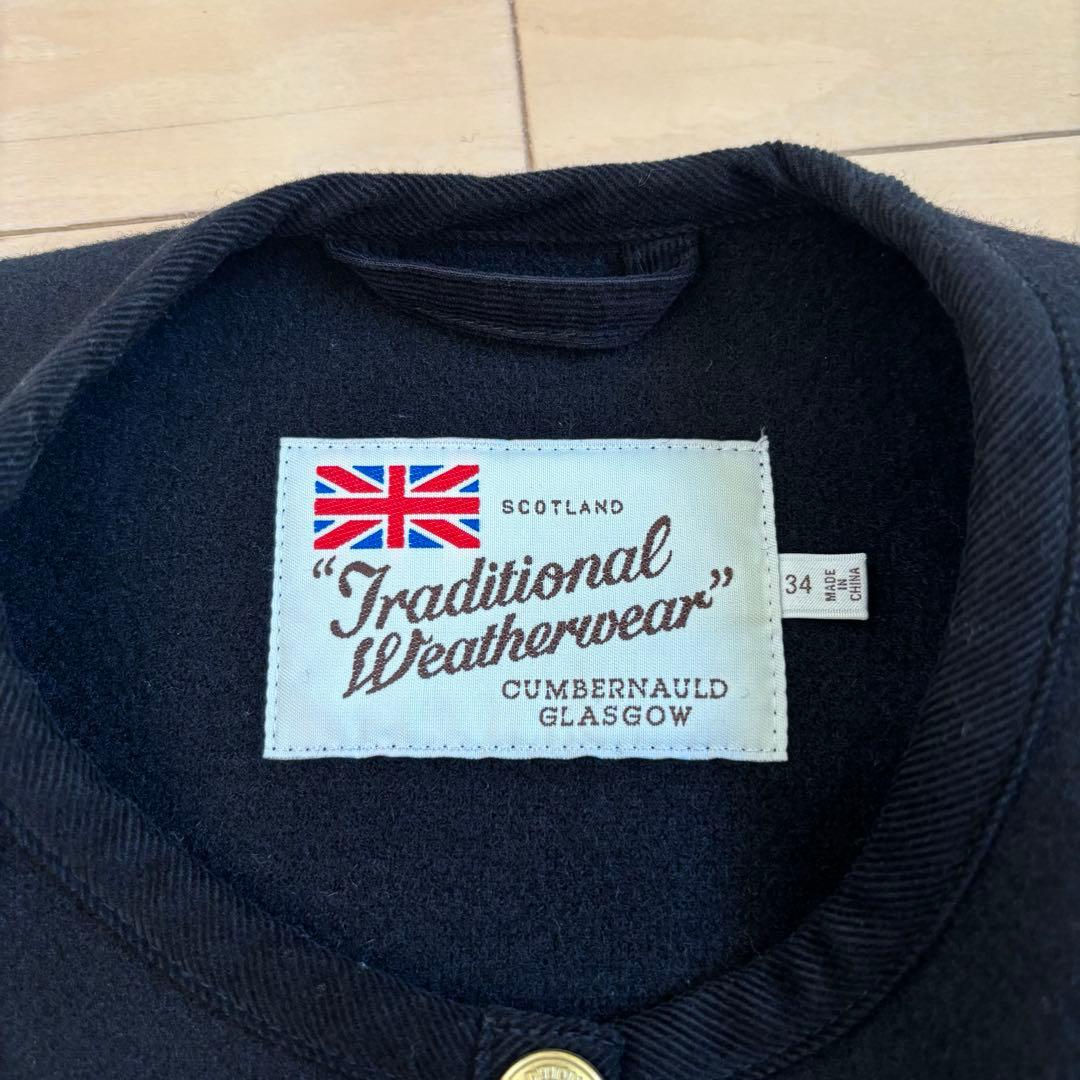 SCOTLAND
"Traditional
Weatherwear"
CUMBERNAULD
GLASGOW
34
MADE
IN
CHINA